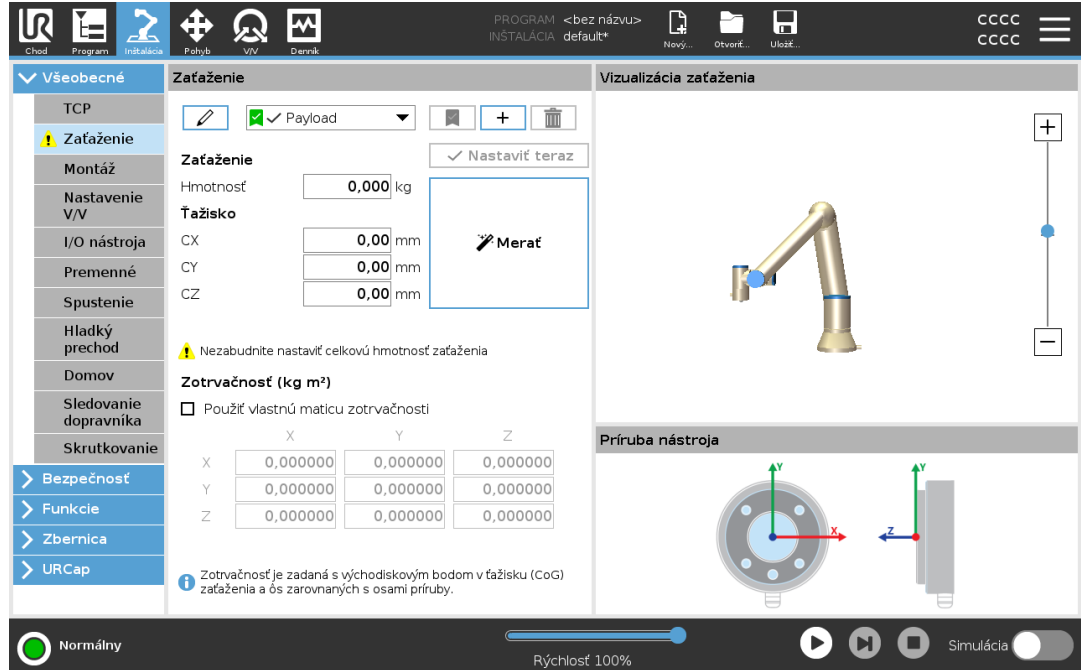 UR
PROGRAM <bez názvu>
INŠTALÁCIA default*
CCCC
CCCC
Chod
Program
Inštalácia
Pohyb
V/V
Denník
Nový...
Otvoriť...
Uložiť...
Všeobecné
TCP
Zaťaženie
Montáž
Nastavenie
V/V
I/O nástroja
Premenné
Spustenie
Hladký
prechod
Domov
Sledovanie
dopravníka
Skrutkovanie
Bezpečnosť
Funkcie
Zbernica
URCap
Zaťaženie
Payload
Nastaviť teraz
Zaťaženie
Hmotnosť 0,000 kg
Ťažisko
CX 0,00 mm
CY 0,00 mm
CZ 0,00 mm
Merať
Nezabudnite nastaviť celkovú hmotnosť zaťaženia
Zotrvačnosť (kg m²)
Použiť vlastnú maticu zotrvačnosti
X Y Z
X 0,000000 0,000000 0,000000
Y 0,000000 0,000000 0,000000
Z 0,000000 0,000000 0,000000
Zotrvačnosť je zadaná s východiskovým bodom v ťažisku (CoG)
zaťaženia a ôs zarovnaných s osami príruby.
Vizualizácia zaťaženia
Príruba nástroja
Y
X
Y
Z
Normálny
Rýchlosť 100%
Simulácia